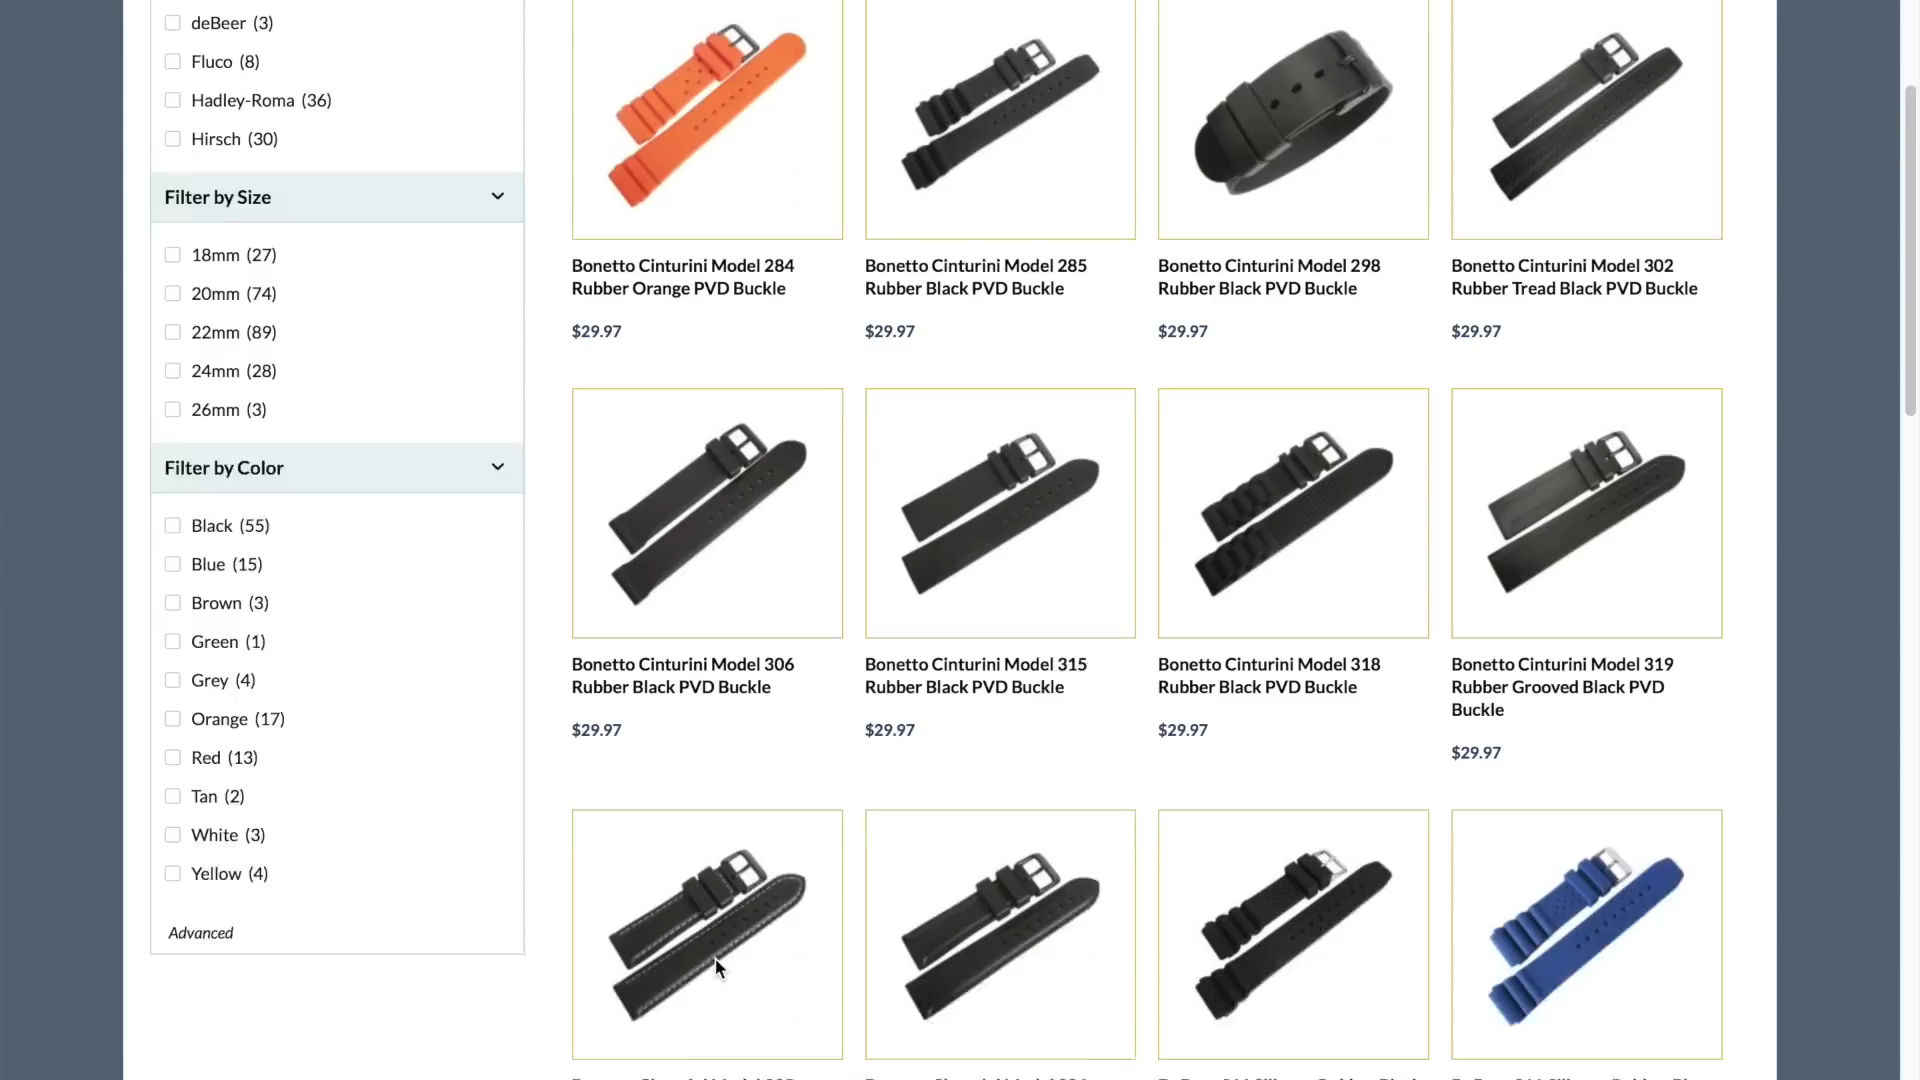 deBeer (3)
Fluco (8)
Hadley-Roma (36)
Hirsch (30)
Filter by Size
18mm (27)
20mm (74)
22mm (89)
24mm (28)
26mm (3)
Filter by Color
Black (55)
Blue (15)
Brown (3)
Green (1)
Grey (4)
Orange (17)
Red (13)
Tan (2)
White (3)
Yellow (4)
Advanced
Bonetto Cinturini Model 284
Rubber Orange PVD Buckle
$29.97
Bonetto Cinturini Model 285
Rubber Black PVD Buckle
$29.97
Bonetto Cinturini Model 298
Rubber Black PVD Buckle
$29.97
Bonetto Cinturini Model 302
Rubber Tread Black PVD Buckle
$29.97
Bonetto Cinturini Model 306
Rubber Black PVD Buckle
$29.97
Bonetto Cinturini Model 315
Rubber Black PVD Buckle
$29.97
Bonetto Cinturini Model 318
Rubber Black PVD Buckle
$29.97
Bonetto Cinturini Model 319
Rubber Grooved Black PVD
Buckle
$29.97